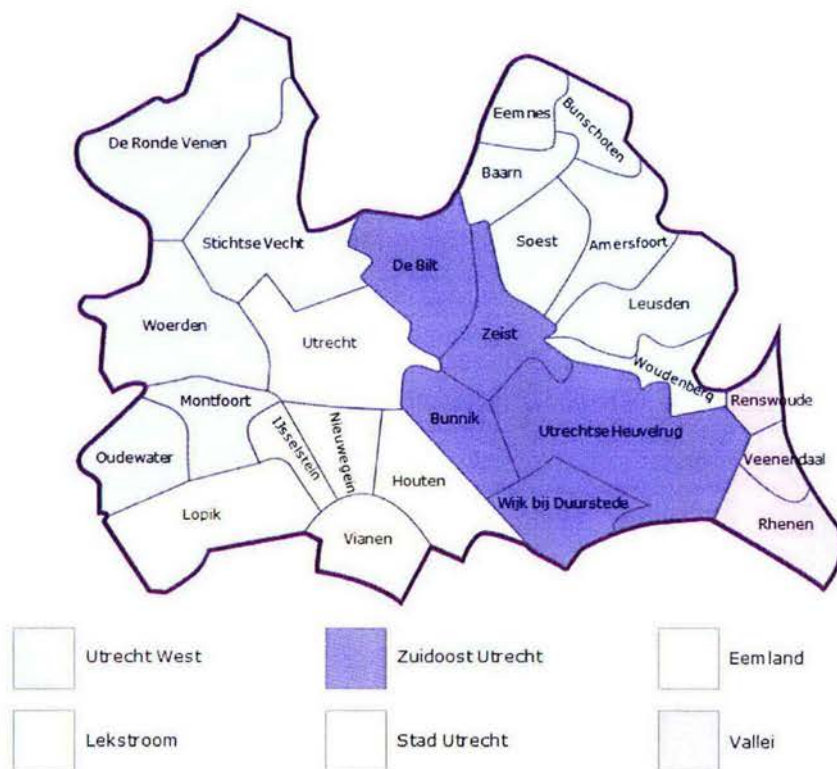 Eemnes
Bunschoten
De Ronde Venen
Baarn
Stichtse Vecht
Soest
Amersfoort
De Bilt
Leusden
Woerden
Utrecht
Zeist
Woudenberg
Montfoort
Renswoude
IJsselstein
Nieuwegein
Bunnik
Utrechtse Heuvelrug
Oudewater
Veenendaal
Houten
Lopik
Wijk bij Duurstede
Vianen
Rhenen
Utrecht West
Zuidoost Utrecht
Eemland
Lekstroom
Stad Utrecht
Vallei